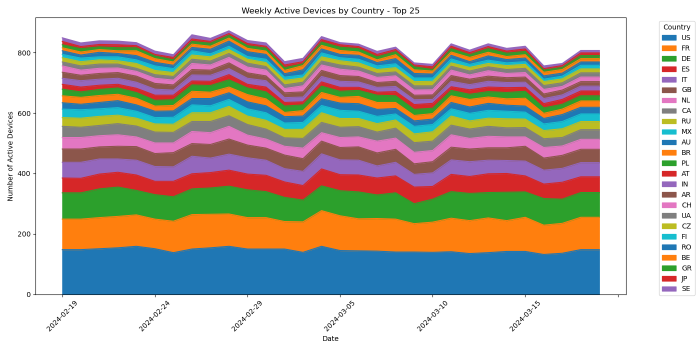 Weekly Active Devices by Country - Top 25
Number of Active Devices
800
600
400
200
0
2024-02-19
2024-02-24
2024-02-29
2024-03-05
2024-03-10
2024-03-15
Date
Country
US
FR
DE
ES
IT
GB
NL
CA
RU
MX
AU
BR
PL
AT
IN
AR
CH
UA
CZ
FI
RO
BE
GR
JP
SE